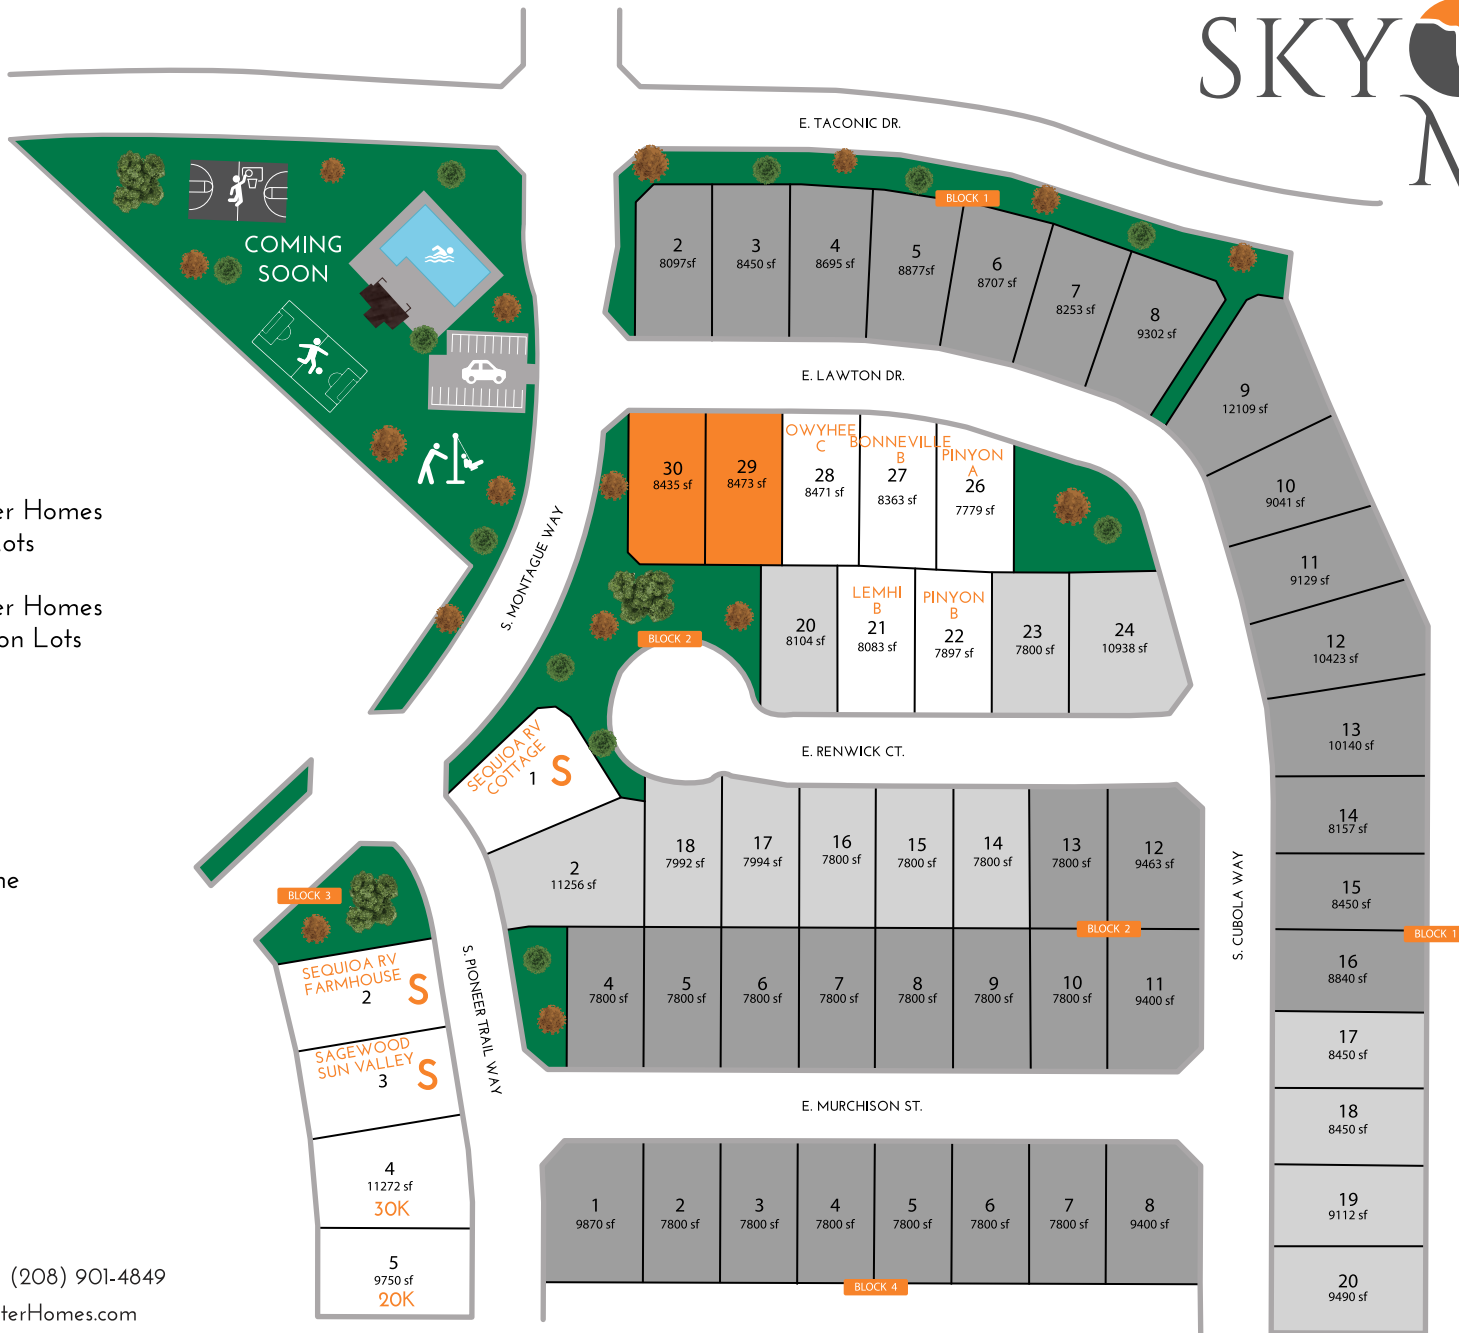 SKY
E. TACONIC DR.
BLOCK 1
COMING
SOON
2
8097sf
3
8450 sf
4
8695 sf
5
8877sf
6
8707 sf
7
8253 sf
8
9302 sf
9
12109 sf
10
9041 sf
11
9129 sf
12
10423 sf
13
10140 sf
14
8157 sf
15
8450 sf
BLOCK 1
16
8840 sf
17
8450 sf
18
8450 sf
19
9112 sf
20
9490 sf
E. LAWTON DR.
30
8435 sf
29
8473 sf
OWYHEE
C
28
8471 sf
BONNEVILLE
B
27
8363 sf
PINYON
A
26
7779 sf
20
8104 sf
LEMHI
B
21
8083 sf
PINYON
B
22
7897 sf
23
7800 sf
24
10938 sf
S. MONTAGUE WAY
BLOCK 2
E. RENWICK CT.
SEQUIOA RV
COTTAGE
1
S
2
11256 sf
18
7992 sf
17
7994 sf
16
7800 sf
15
7800 sf
14
7800 sf
13
7800 sf
12
9463 sf
BLOCK 2
4
7800 sf
5
7800 sf
6
7800 sf
7
7800 sf
8
7800 sf
9
7800 sf
10
7800 sf
11
9400 sf
S. CUBOLA WAY
E. MURCHISON ST.
1
9870 sf
2
7800 sf
3
7800 sf
4
7800 sf
5
7800 sf
6
7800 sf
7
7800 sf
8
9400 sf
BLOCK 4
BLOCK 3
S. PIONEER TRAIL WAY
SEQUIOA RV
FARMHOUSE
2
S
SAGEWOOD
SUN VALLEY
3
S
4
11272 sf
30K
5
9750 sf
20K
er Homes
ots
er Homes
on Lots
ne
(208) 901-4849
terHomes.com